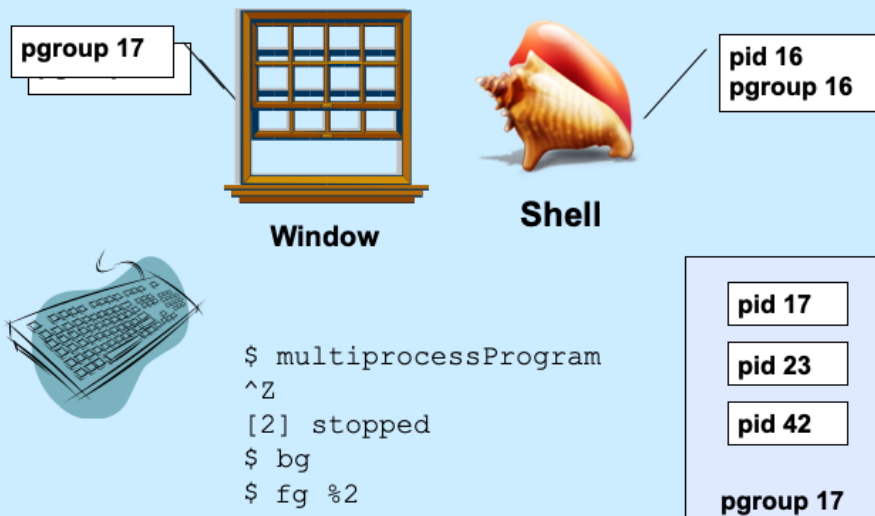 pgroup 17
pid 16
pgroup 16
Window
Shell
$ multiprocessProgram
^Z
[2] stopped
$ bg
$ fg %2
pid 17
pid 23
pid 42
pgroup 17